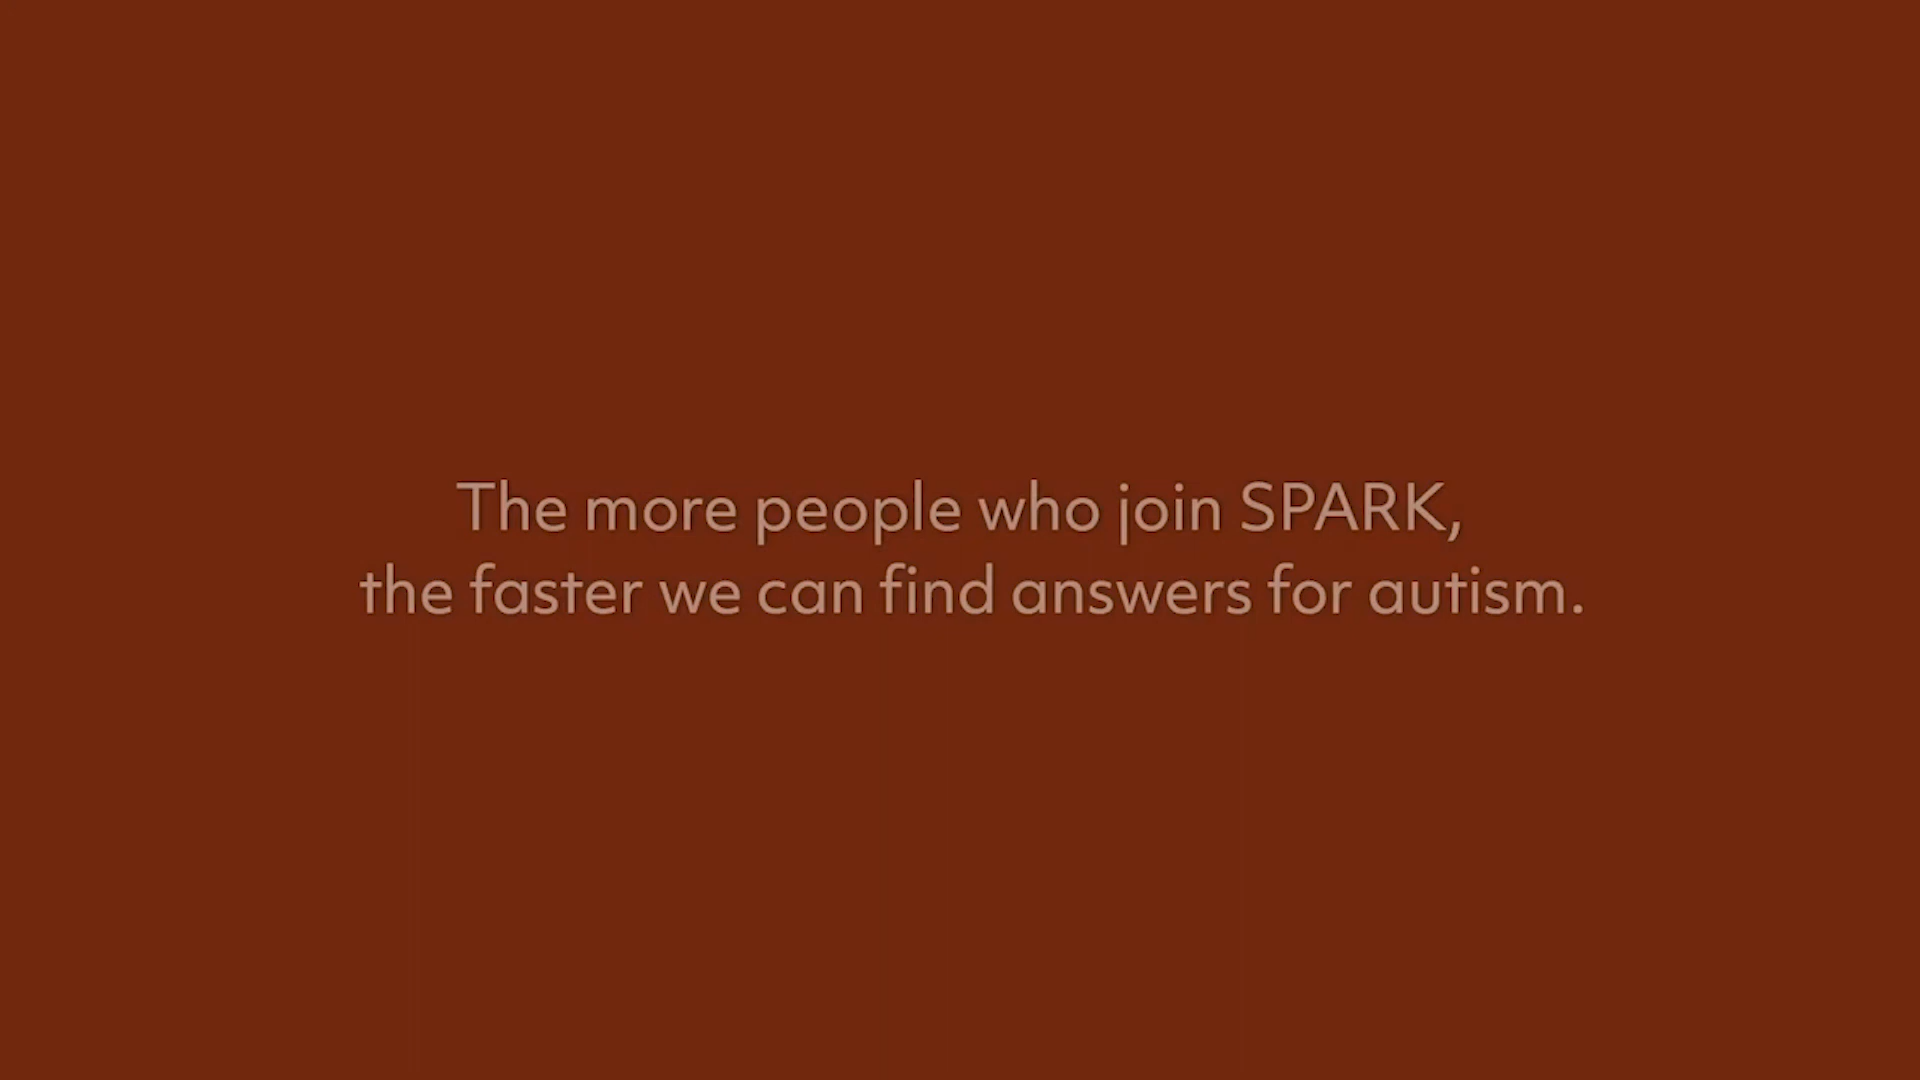 The more people who join SPARK,
the faster we can find answers for autism.